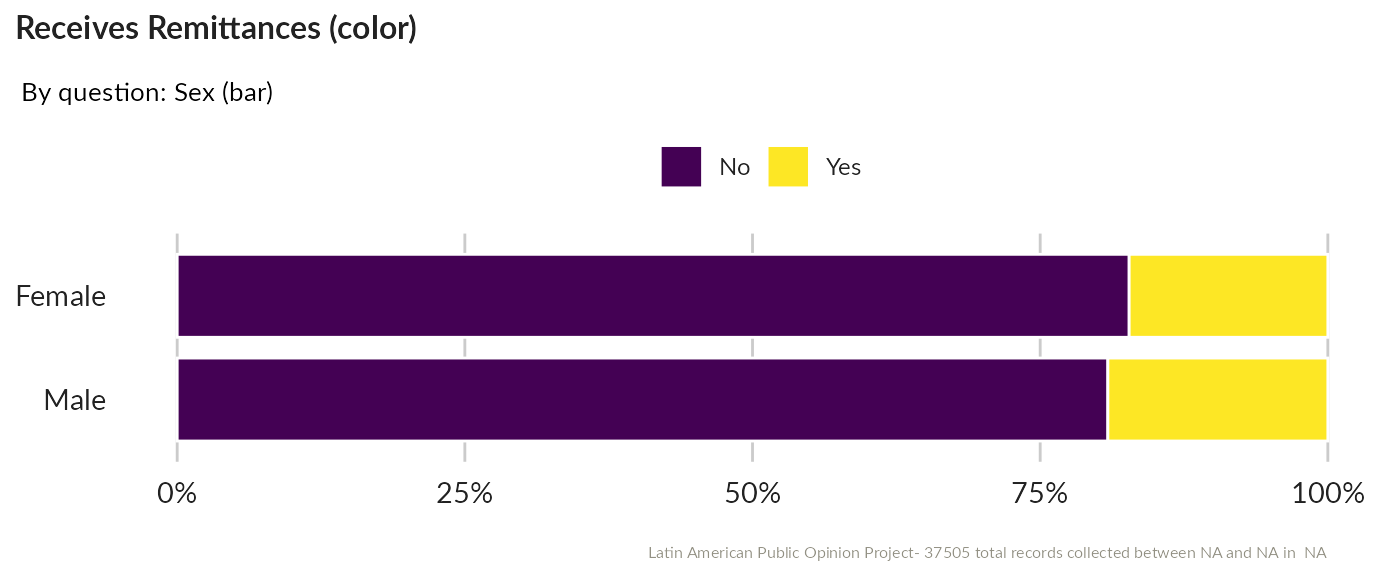 Receives Remittances (color)
By question: Sex (bar)
No Yes
Female
Male
0% 25% 50% 75% 100%
Latin American Public Opinion Project- 37505 total records collected between NA and NA in  NA